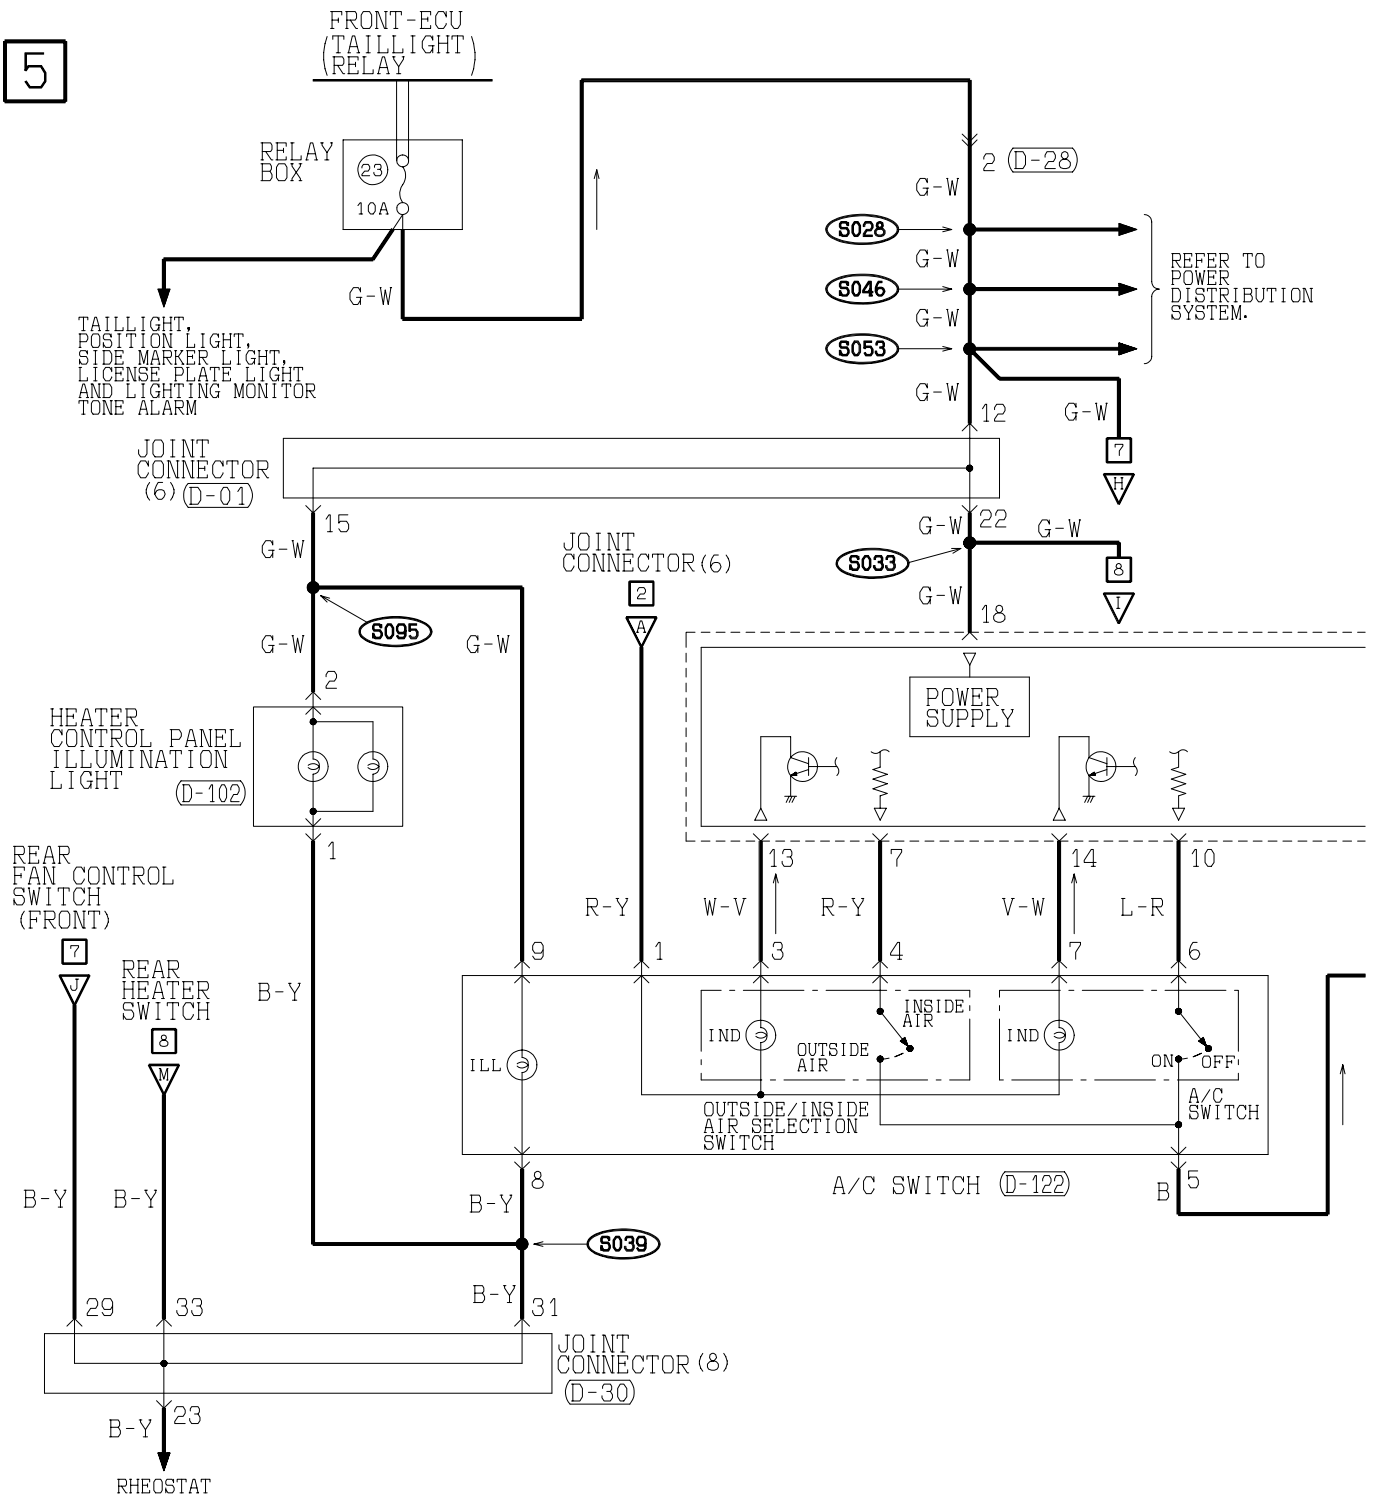 5
FRONT-ECU
(TAILLIGHT)
RELAY
RELAY
BOX
23
10A
2 D-28
G-W
S028
G-W
S046
G-W
S053
REFER TO
POWER
DISTRIBUTION
SYSTEM.
G-W
TAILLIGHT,
POSITION LIGHT,
SIDE MARKER LIGHT,
LICENSE PLATE LIGHT
AND LIGHTING MONITOR
TONE ALARM
G-W
12
G-W
7
H
JOINT
CONNECTOR
(6) D-01
15
22
G-W
G-W
G-W
S033
8
I
JOINT
CONNECTOR(6)
2
A
S095
G-W
G-W
G-W
18
2
POWER
SUPPLY
HEATER
CONTROL PANEL
ILLUMINATION
LIGHT
D-102
1
13
7
14
10
REAR
FAN CONTROL
SWITCH
(FRONT)
7
J
R-Y
W-V
R-Y
V-W
L-R
9
1
3
4
7
6
REAR
HEATER
SWITCH
8
M
B-Y
IND
INSIDE
AIR
OUTSIDE
AIR
IND
ON
OFF
ILL
OUTSIDE/INSIDE
AIR SELECTION
SWITCH
A/C
SWITCH
8
A/C SWITCH D-122
5
B
B-Y
B-Y
B-Y
S039
B-Y
29
33
31
JOINT
CONNECTOR(8)
D-30
23
B-Y
RHEOSTAT